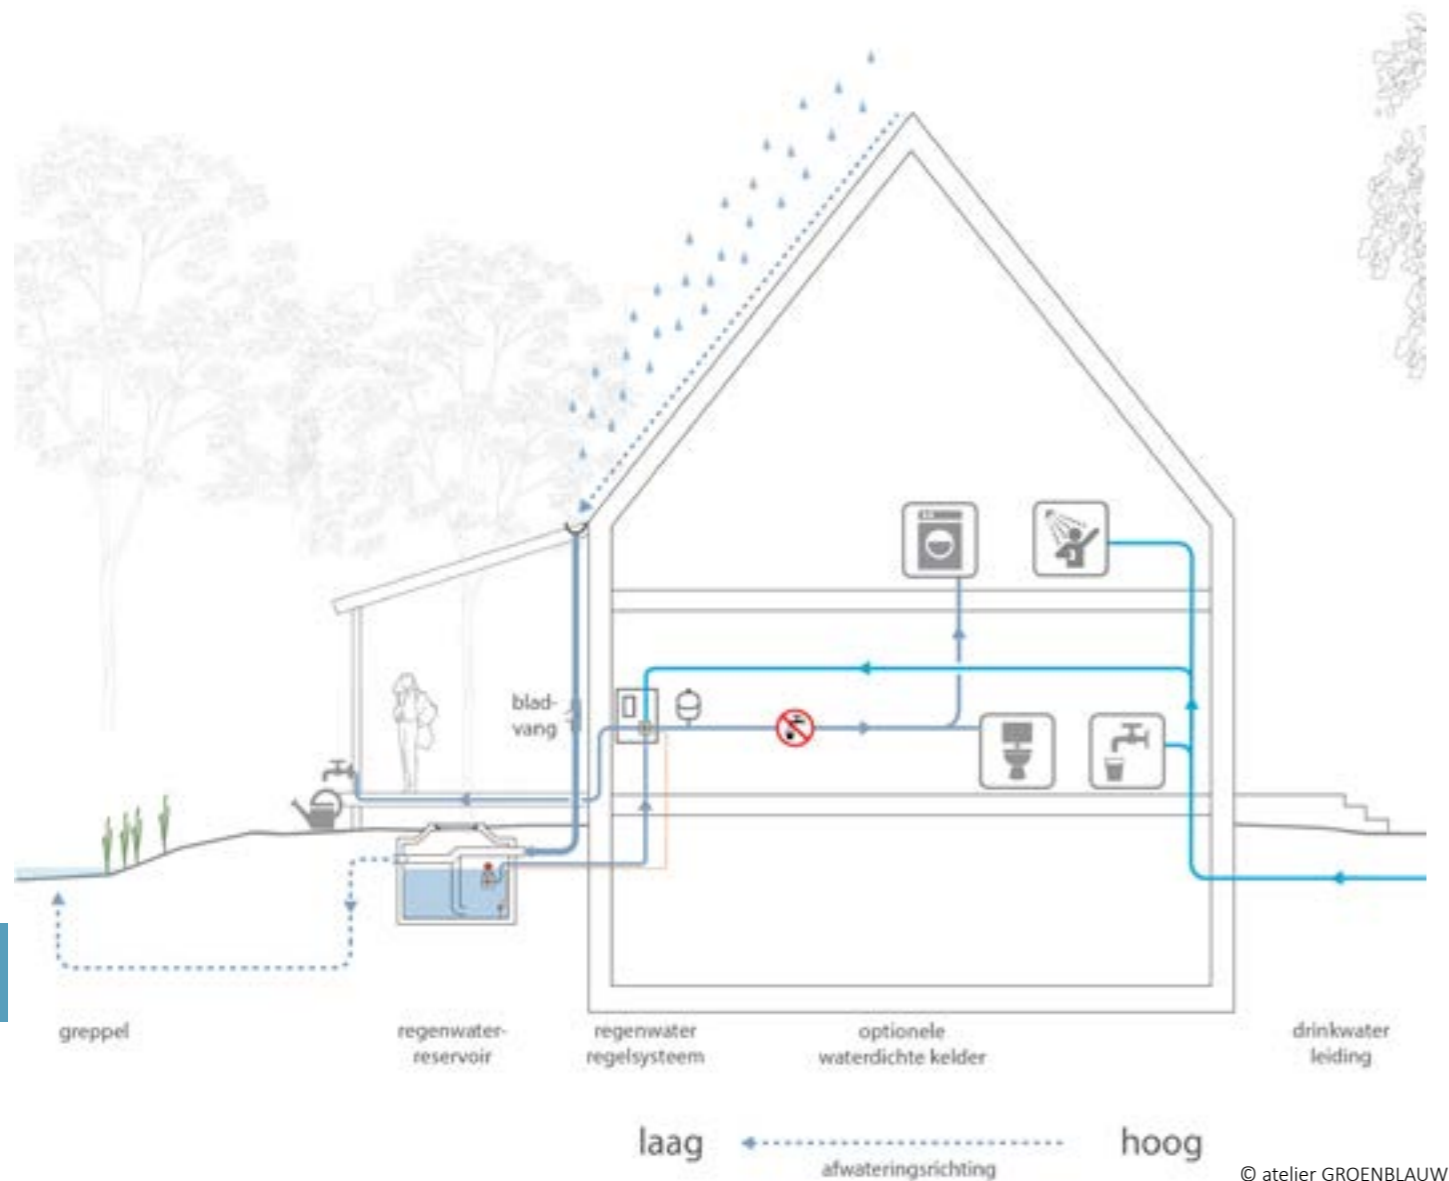 blad-
vang
greppel
regenwater-
reservoir
regenwater
regelsysteem
optionele
waterdichte kelder
drinkwater
leiding
laag
hoog
afwateringsrichting
© atelier GROENBLAUW